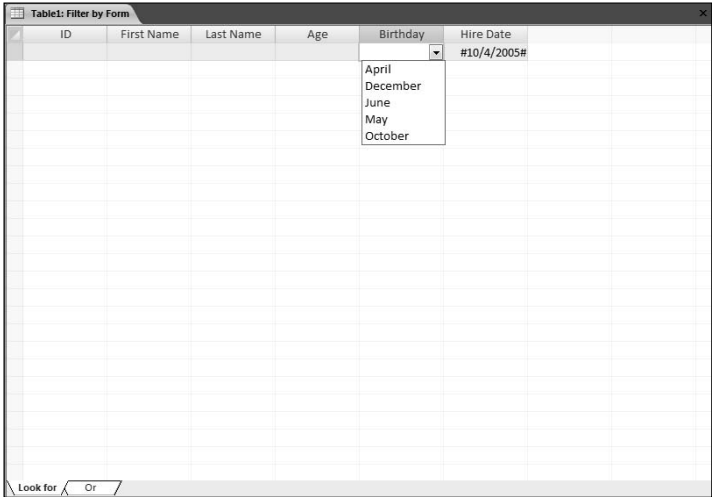 Table1: Filter by Form
ID First Name Last Name Age Birthday Hire Date
#10/4/2005#
April
December
June
May
October
Look for Or